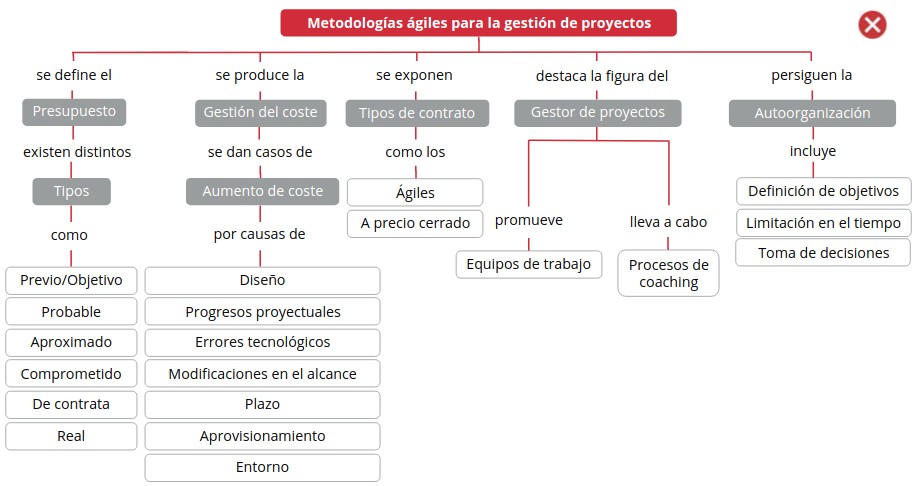 Metodologías ágiles para la gestión de proyectos
se define el
se produce la
se exponen
destaca la figura del
persiguen la
Presupuesto
Gestión del coste
Tipos de contrato
Gestor de proyectos
Autoorganización
existen distintos
se dan casos de
como los
incluye
Tipos
Aumento de coste
Ágiles
A precio cerrado
Definición de objetivos
Limitación en el tiempo
Toma de decisiones
como
por causas de
promueve
lleva a cabo
Equipos de trabajo
Procesos de
coaching
Previo/Objetivo
Probable
Aproximado
Comprometido
De contrata
Real
Diseño
Progresos proyectuales
Errores tecnológicos
Modificaciones en el alcance
Plazo
Aprovisionamiento
Entorno